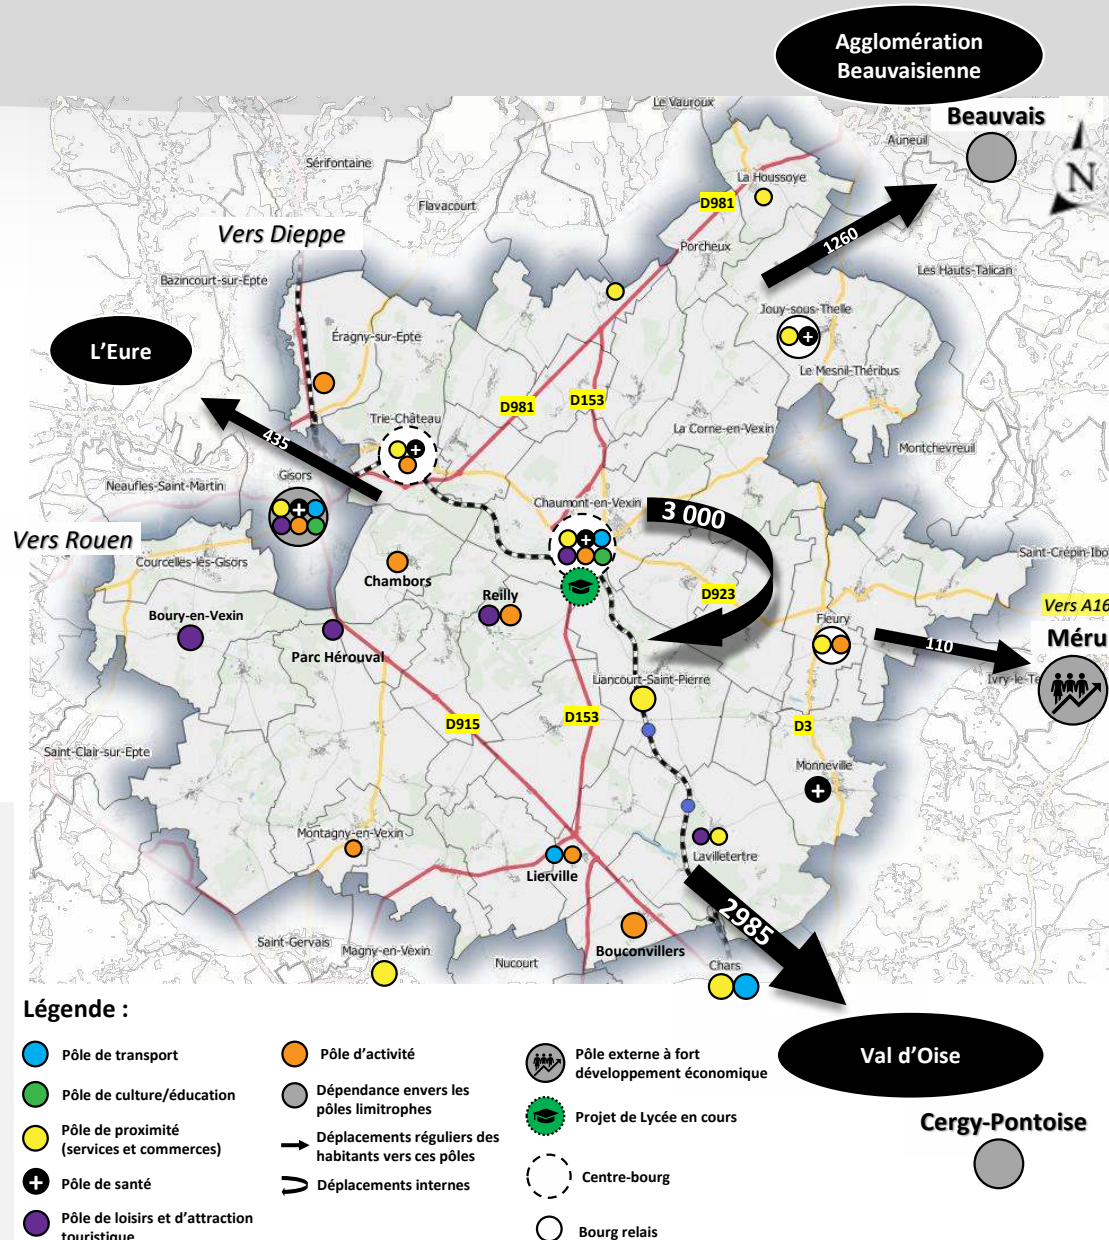 Agglomération
Beauvaisienne
Beauvais
Le Vauroux
Auneuil
N
Sérifontaine
La Houssoye
D981
Flavacourt
Vers Dieppe
Porcheux
1260
Bazincourt-sur-Epte
Les Hauts-Talican
Jouy-sous-Thelle
L'Eure
Éragny-sur-Epte
Le Mesnil-Théribus
D981
D153
Trie-Château
La Corne-en-Vexin
435
Montchevreuil
Gisors
Neaufles-Saint-Martin
Chaumont-en-Vexin
3 000
Vers Rouen
Courcelles-lès-Gisors
Saint-Crépin-Ibo
Chambors
Reilly
D923
Vers A16
Boury-en-Vexin
Fleury
Méru
110
Parc Hérouval
Ivry-le-Te
Liancourt-Saint-Pierre
D915
D153
D3
Saint-Clair-sur-Epte
Monneville
Montagny-en-Vexin
Lavilletertre
Lierville
2985
Saint-Gervais
Magny-en-Vexin
Nucourt
Bouconvillers
Chars
Légende :
Pôle de transport
Pôle de culture/éducation
Pôle de proximité
(services et commerces)
Pôle de santé
Pôle de loisirs et d'attraction
touristique
Pôle d'activité
Dépendance envers les
pôles limitrophes
Déplacements réguliers des
habitants vers ces pôles
Déplacements internes
Pôle externe à fort
développement économique
Projet de Lycée en cours
Centre-bourg
Bourg relais
Val d'Oise
Cergy-Pontoise